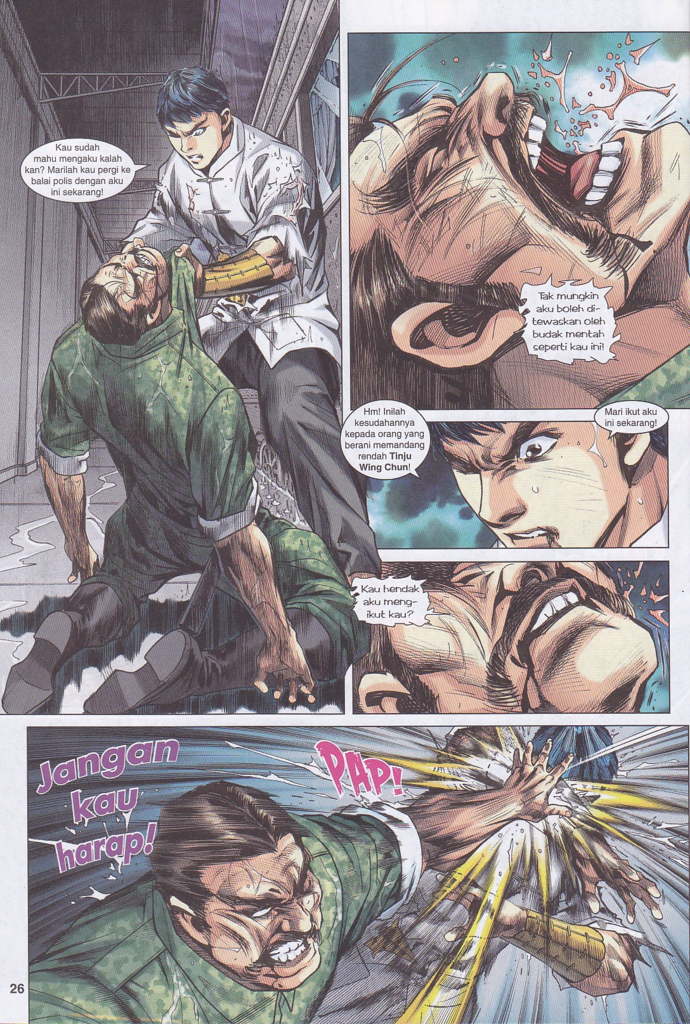 Kau sudah
mahu mengaku kalah
kan? Marilah kau pergi ke
balai polis dengan aku
ini sekarang!
Tak mungkin
aku boleh di-
tewaskan oleh
budak mentah
seperti kau ini!
Hm! Inilah
kesudahannya
kepada orang yang
berani memandang
rendah Tinju
Wing Chun!
Mari ikut aku
ini sekarang!
Kau hendak
aku meng-
ikut kau?
Jangan
kau
harap!
PAP!
26